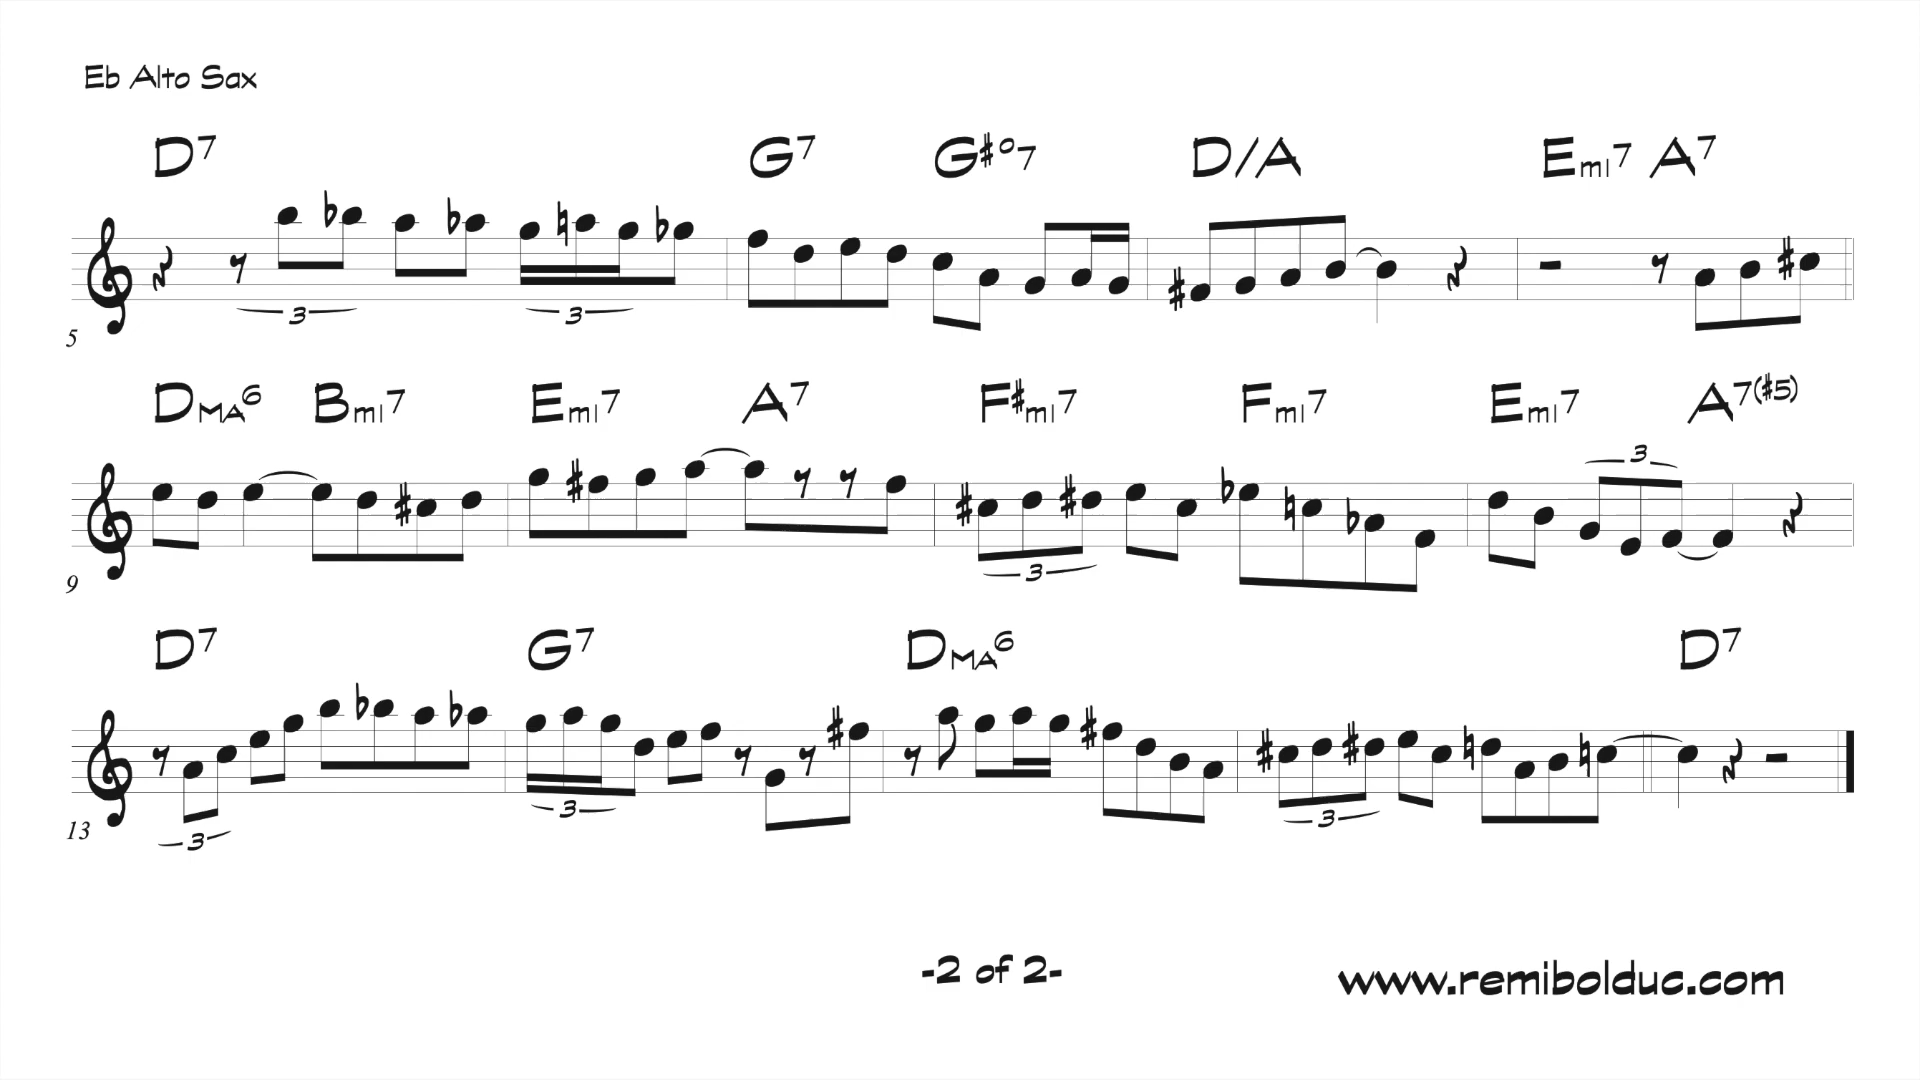 Eb Alto Sax
D7 G7 G#o7 D/A Emi7 A7
3 3
5
DMA6 Bmi7 Emi7 A7 F#mi7 Fmi7 Emi7 A7(#5)
3 3
9
D7 G7 DMA6 D7
3 3 3
13
-2 of 2-
www.remibolduc.com